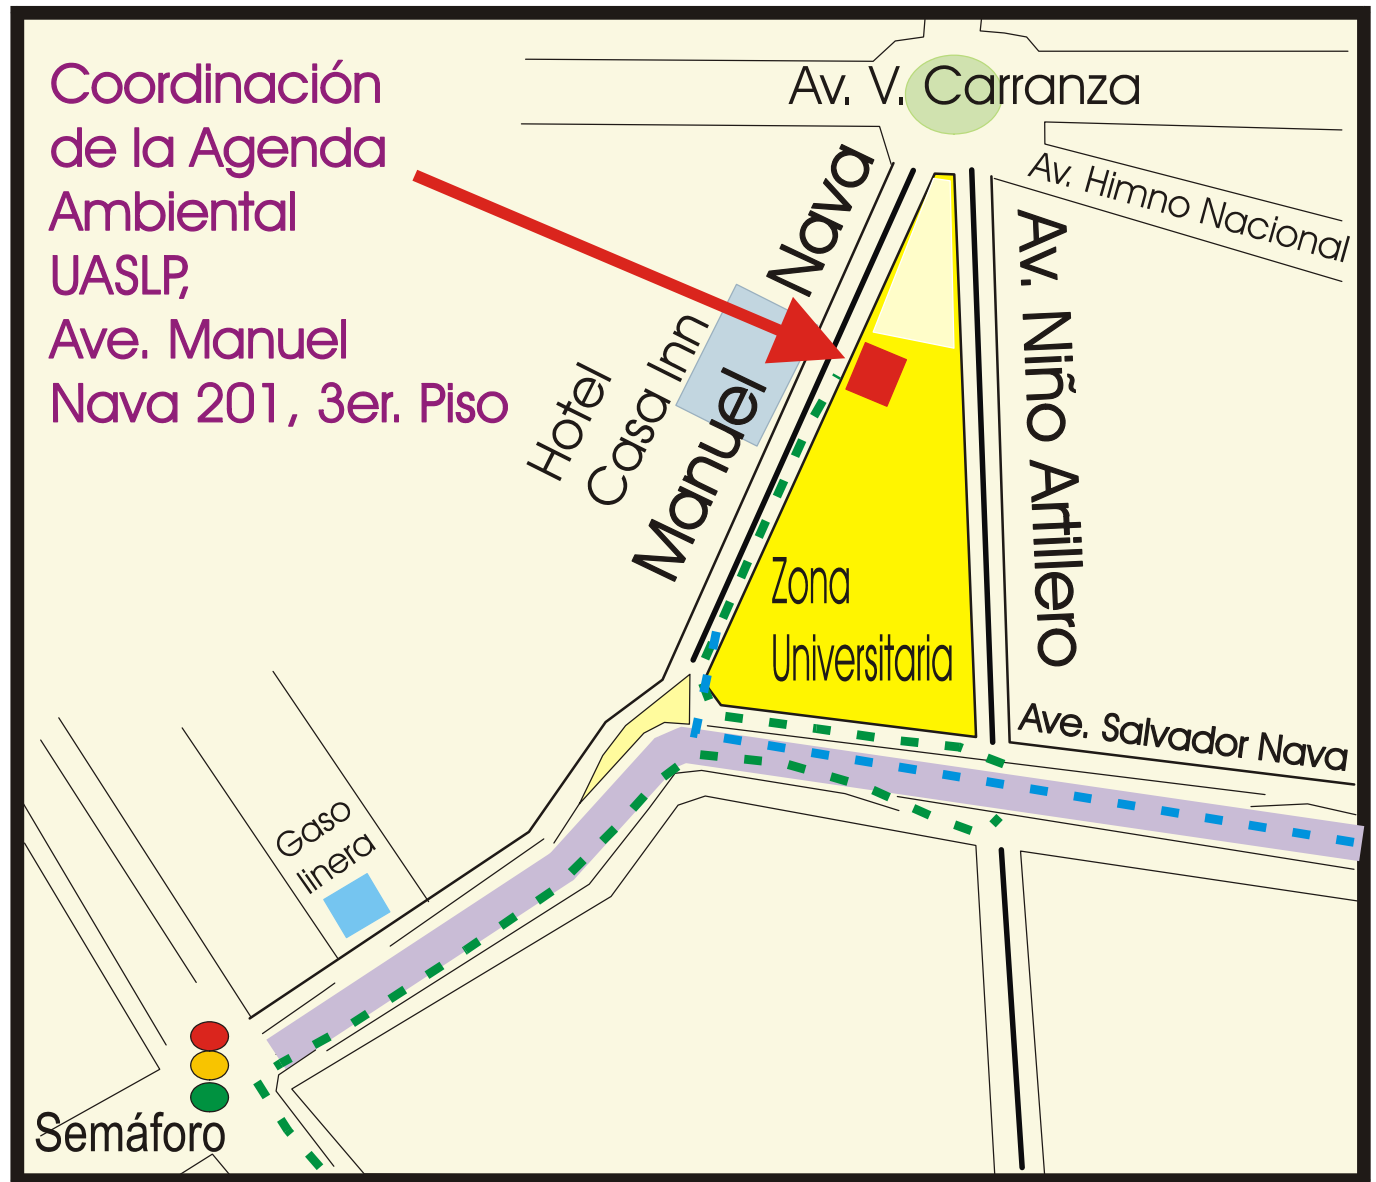 Coordinación
de la Agenda
Ambiental
UASLP,
Ave. Manuel
Nava 201, 3er. Piso
Av. V. Carranza
Av. Himno Nacional
Manuel Nava
Av. Niño Artillero
Hotel
Casa Inn
Zona
Universitaria
Ave. Salvador Nava
Gaso
linera
Semáforo